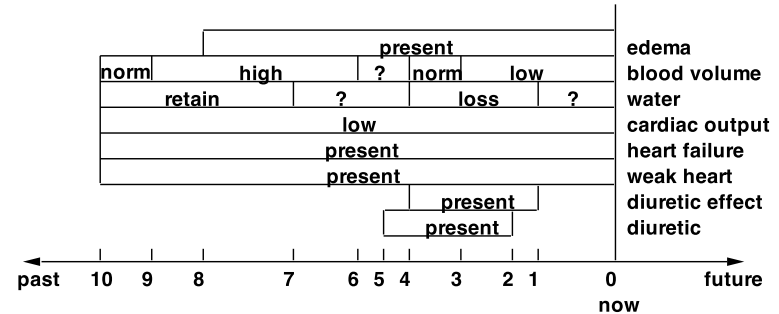 present edema
norm high ? norm low blood volume
retain ? loss ? water
low cardiac output
present heart failure
present weak heart
present diuretic effect
present diuretic
past 10 9 8 7 6 5 4 3 2 1 0 future
now